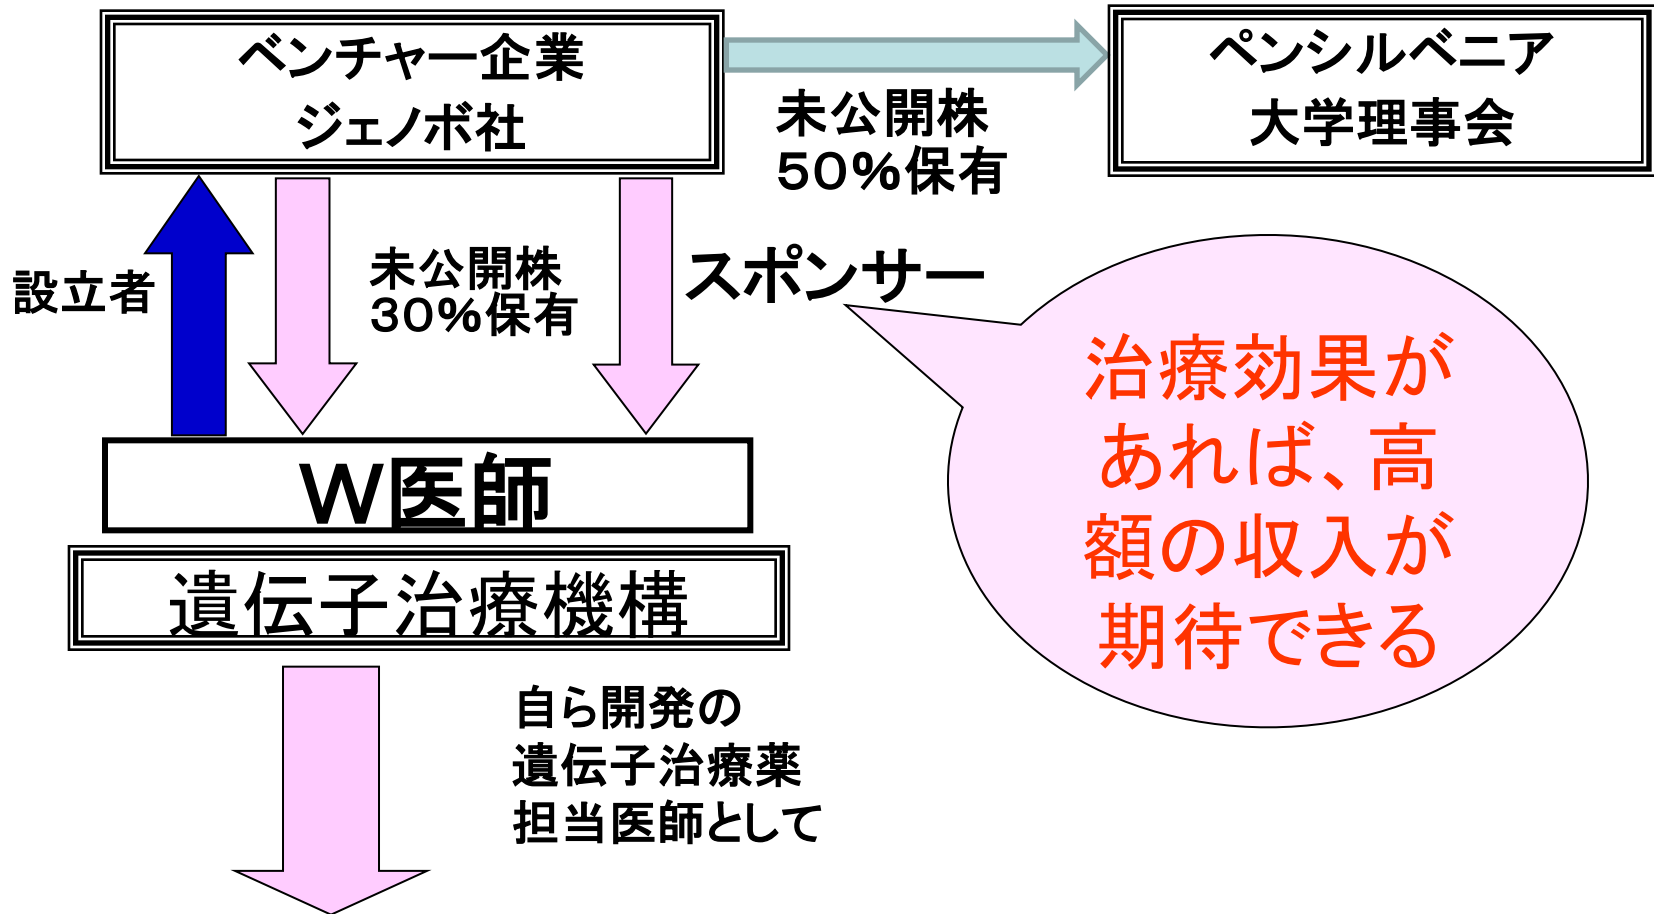 ベンチャー企業
ジェノボ社
ペンシルベニア
大学理事会
未公開株
50%保有
設立者
未公開株
30%保有
スポンサー
治療効果が
あれば、高
額の収入が
期待できる
W医師
遺伝子治療機構
自ら開発の
遺伝子治療薬
担当医師として